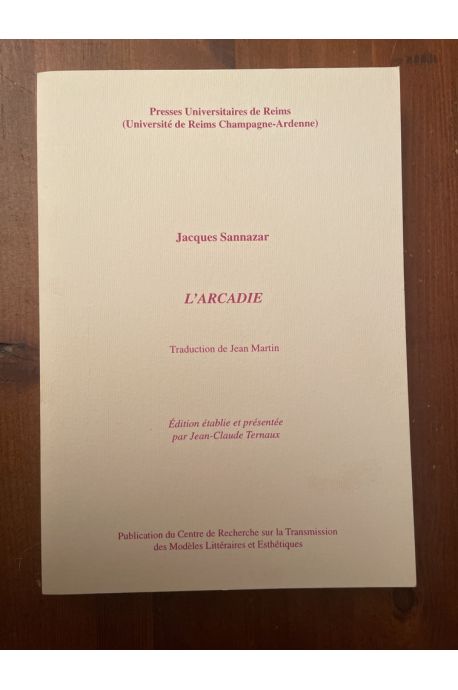 Presses Universitaires de Reims
(Université de Reims Champagne-Ardenne)
Jacques Sannazar
L'ARCADIE
Traduction de Jean Martin
Édition établie et présentée
par Jean-Claude Ternaux
Publication du Centre de Recherche sur la Transmission
des Modèles Littéraires et Esthétiques